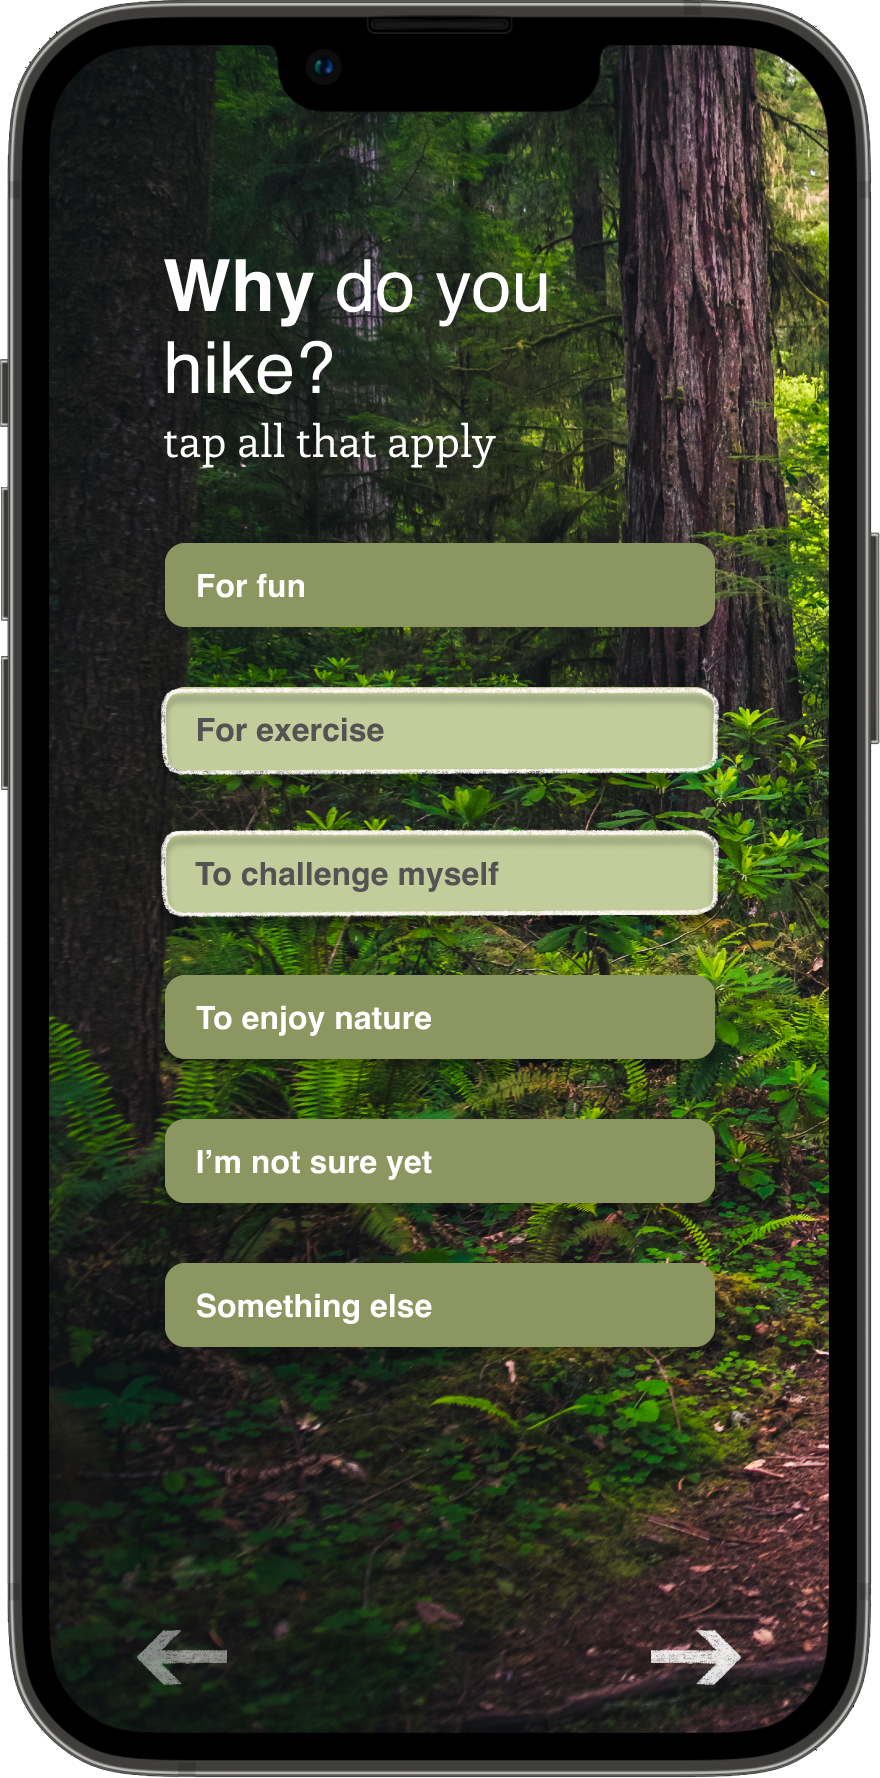 Why do you
hike?
tap all that apply
For fun
For exercise
To challenge myself
To enjoy nature
I’m not sure yet
Something else